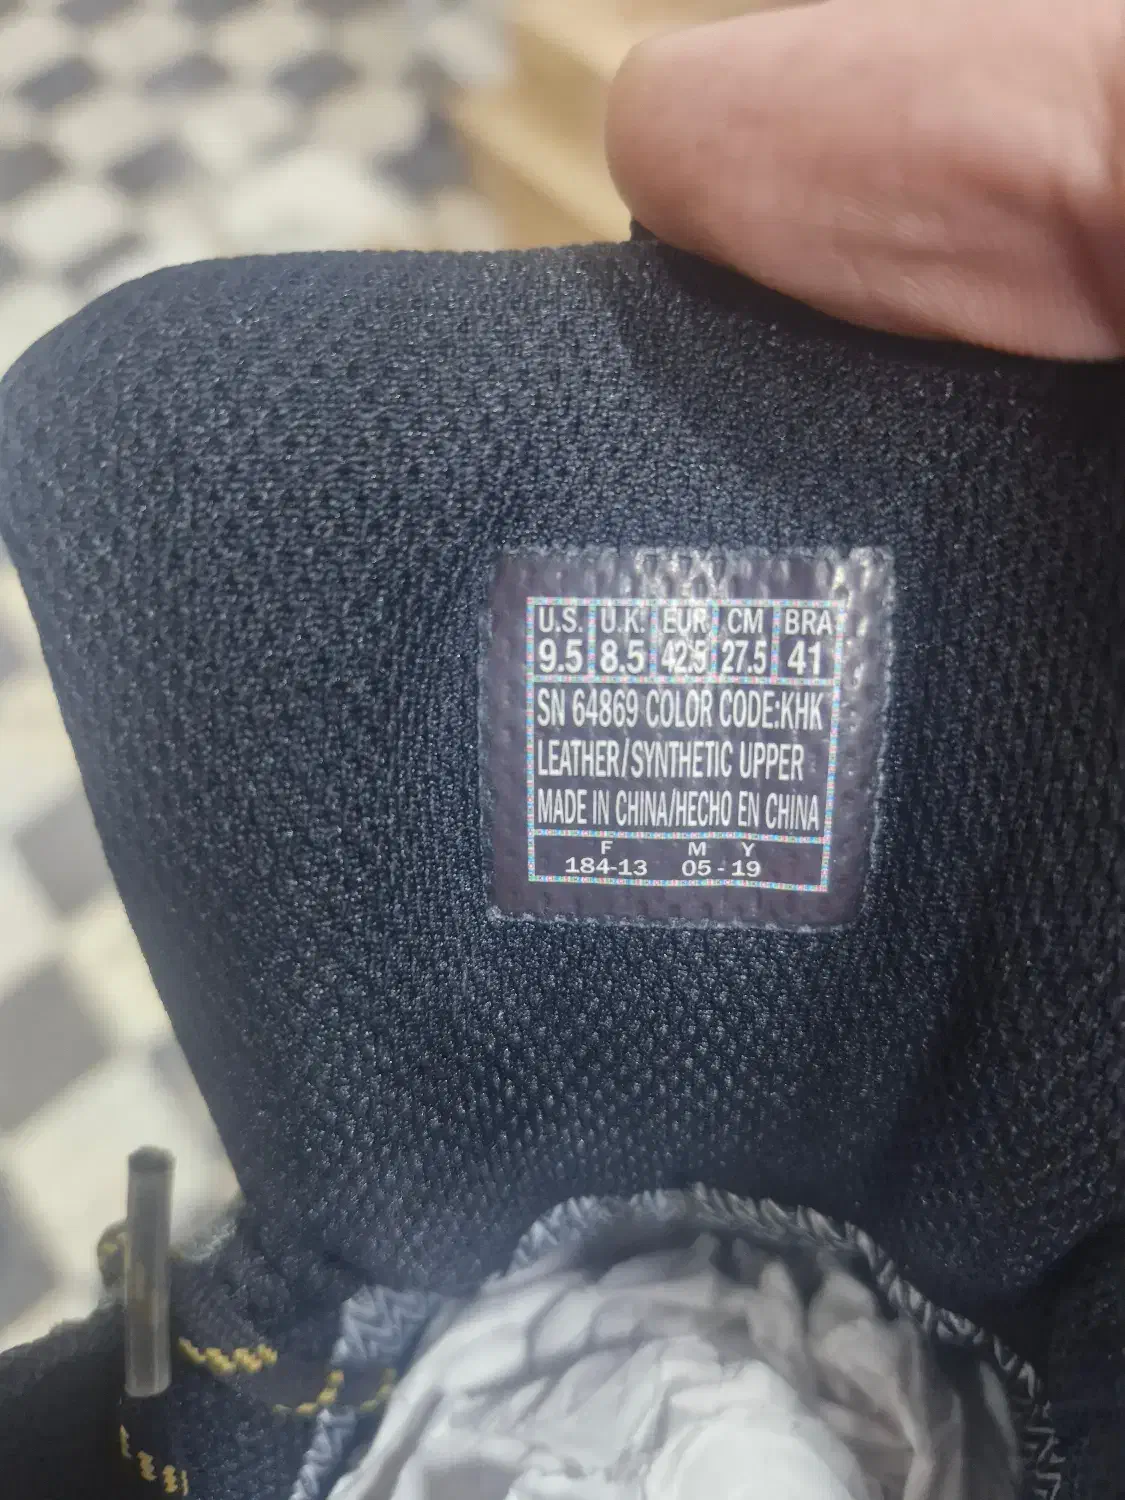 U.S. U.K. EUR CM BRA
9.5 8.5 42.5 27.5 41
SN 64869 COLOR CODE:KHK
LEATHER/SYNTHETIC UPPER
MADE IN CHINA/HECHO EN CHINA
F M Y
184-13 05-19